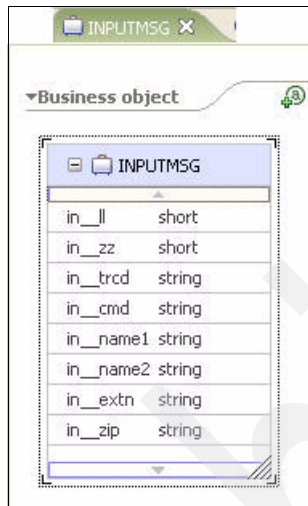 INPUTMSG
Business object
INPUTMSG
in__ll short
in__zz short
in__trcd string
in__cmd string
in__name1 string
in__name2 string
in__extn string
in__zip string